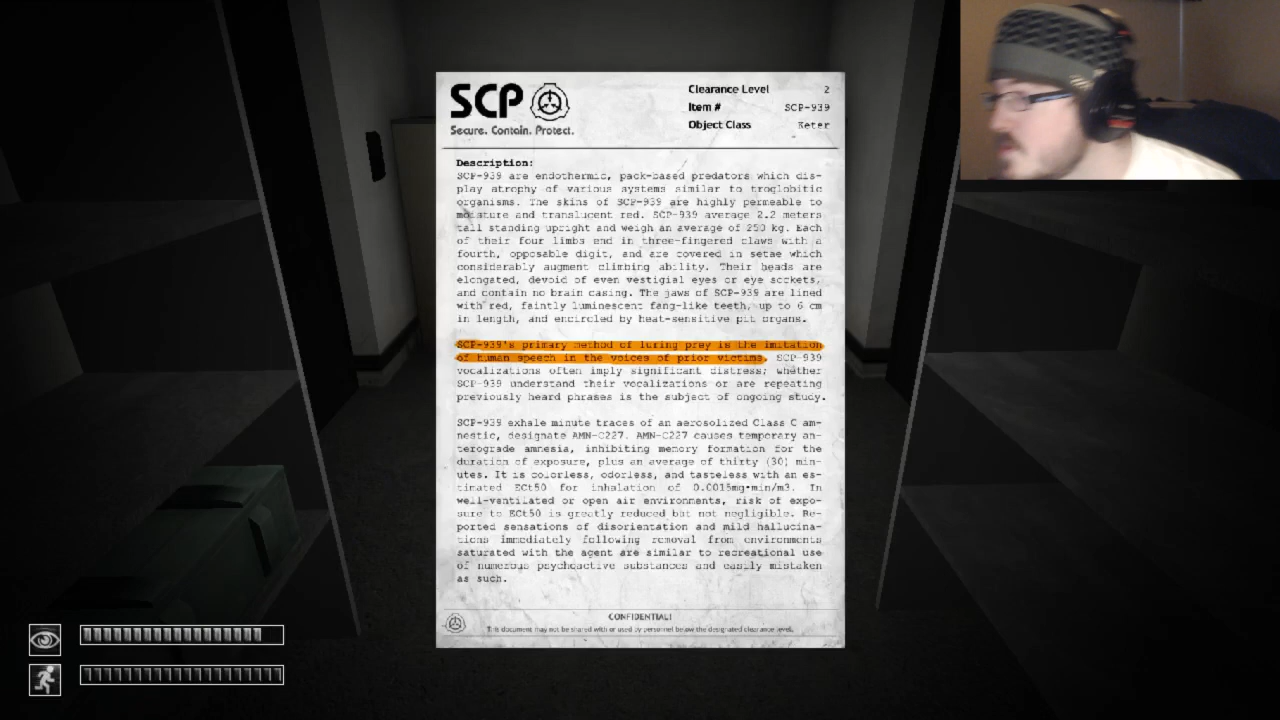 SCP
Secure. Contain. Protect.
Clearance Level 2
Item # SCP-939
Object Class Keter
Description:
SCP-939 are endothermic, pack-based predators which dis-
play atrophy of various systems similar to troglobitic
organisms. The skins of SCP-939 are highly permeable to
moisture and translucent red. SCP-939 average 2.2 meters
tall standing upright and weigh an average of 250 kg. Each
of their four limbs end in three-fingered claws with a
fourth, opposable digit, and are covered in setae which
considerably augment climbing ability. Their heads are
elongated, devoid of even vestigial eyes or eye sockets,
and contain no brain casing. The jaws of SCP-939 are lined
with red, faintly luminescent fang-like teeth, up to 6 cm
in length, and encircled by heat-sensitive pit organs.
SCP-939's primary method of luring prey is the imitation
of human speech in the voices of prior victims. SCP-939
vocalizations often imply significant distress; whether
SCP-939 understand their vocalizations or are repeating
previously heard phrases is the subject of ongoing study.
SCP-939 exhale minute traces of an aerosolized Class C am-
nestic, designate AMN-C227. AMN-C227 causes temporary an-
terograde amnesia, inhibiting memory formation for the
duration of exposure, plus an average of thirty (30) min-
utes. It is colorless, odorless, and tasteless with an es-
timated ECt50 for inhalation of 0.0015mg•min/m3. In
well-ventilated or open air environments, risk of expo-
sure to ECt50 is greatly reduced but not negligible. Re-
ported sensations of disorientation and mild hallucina-
tions immediately following removal from environments
saturated with the agent are similar to recreational use
of numerous psychoactive substances and easily mistaken
as such.
CONFIDENTIAL!
This document may not be shared with or used by personnel below the designated clearance level.